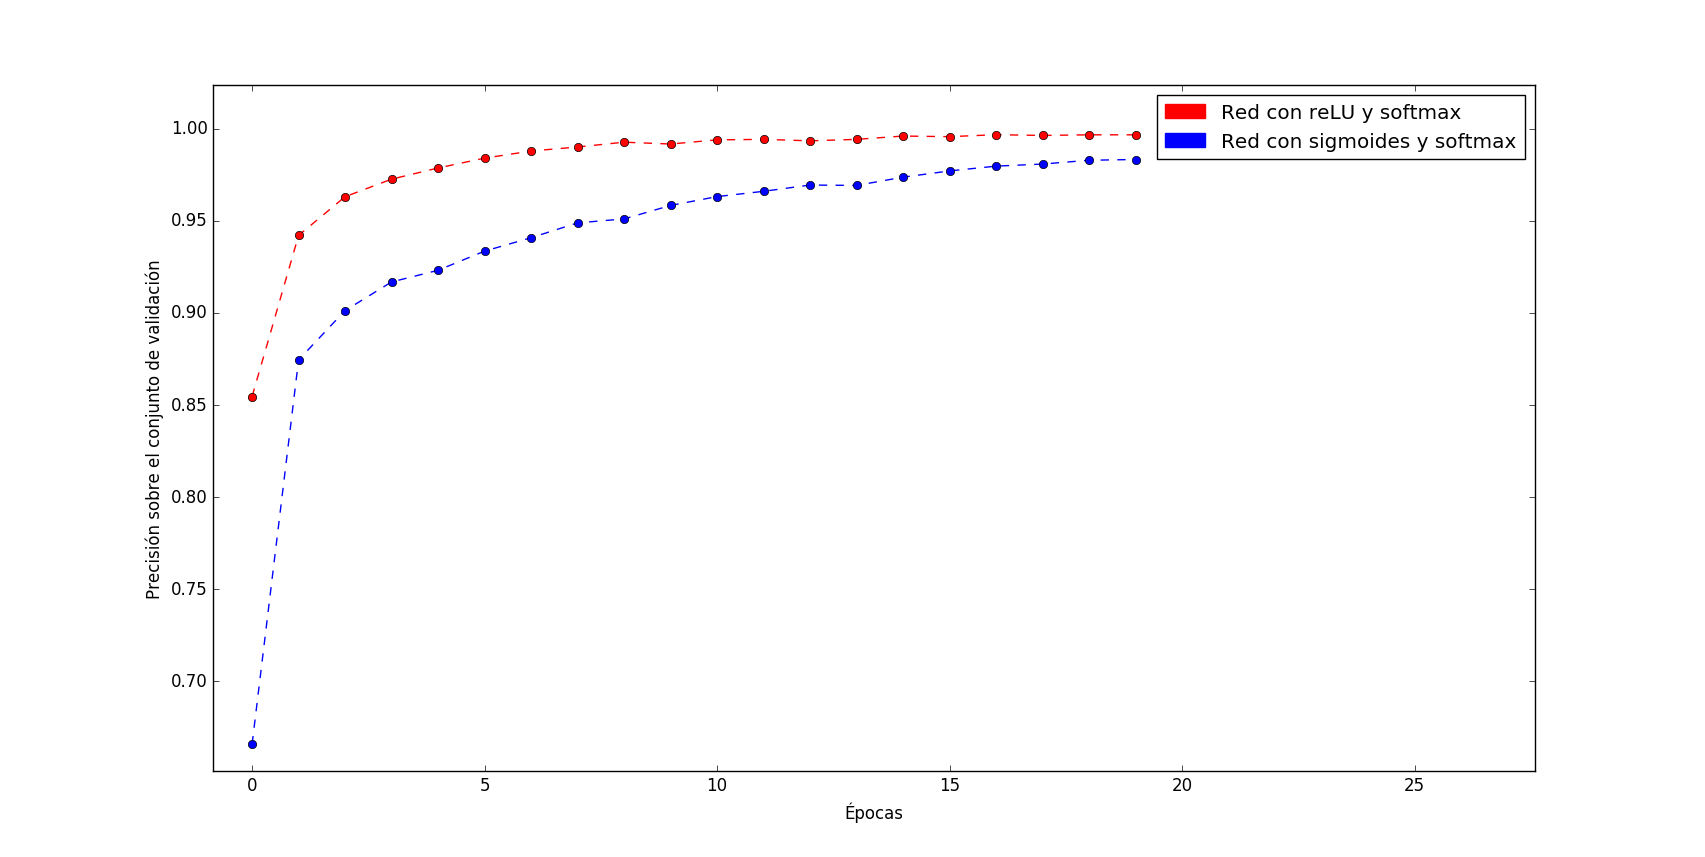 Red con reLU y softmax
Red con sigmoides y softmax
1.00
0.95
0.90
0.85
0.80
0.75
0.70
Precisión sobre el conjunto de validación
0 5 10 15 20 25
Épocas